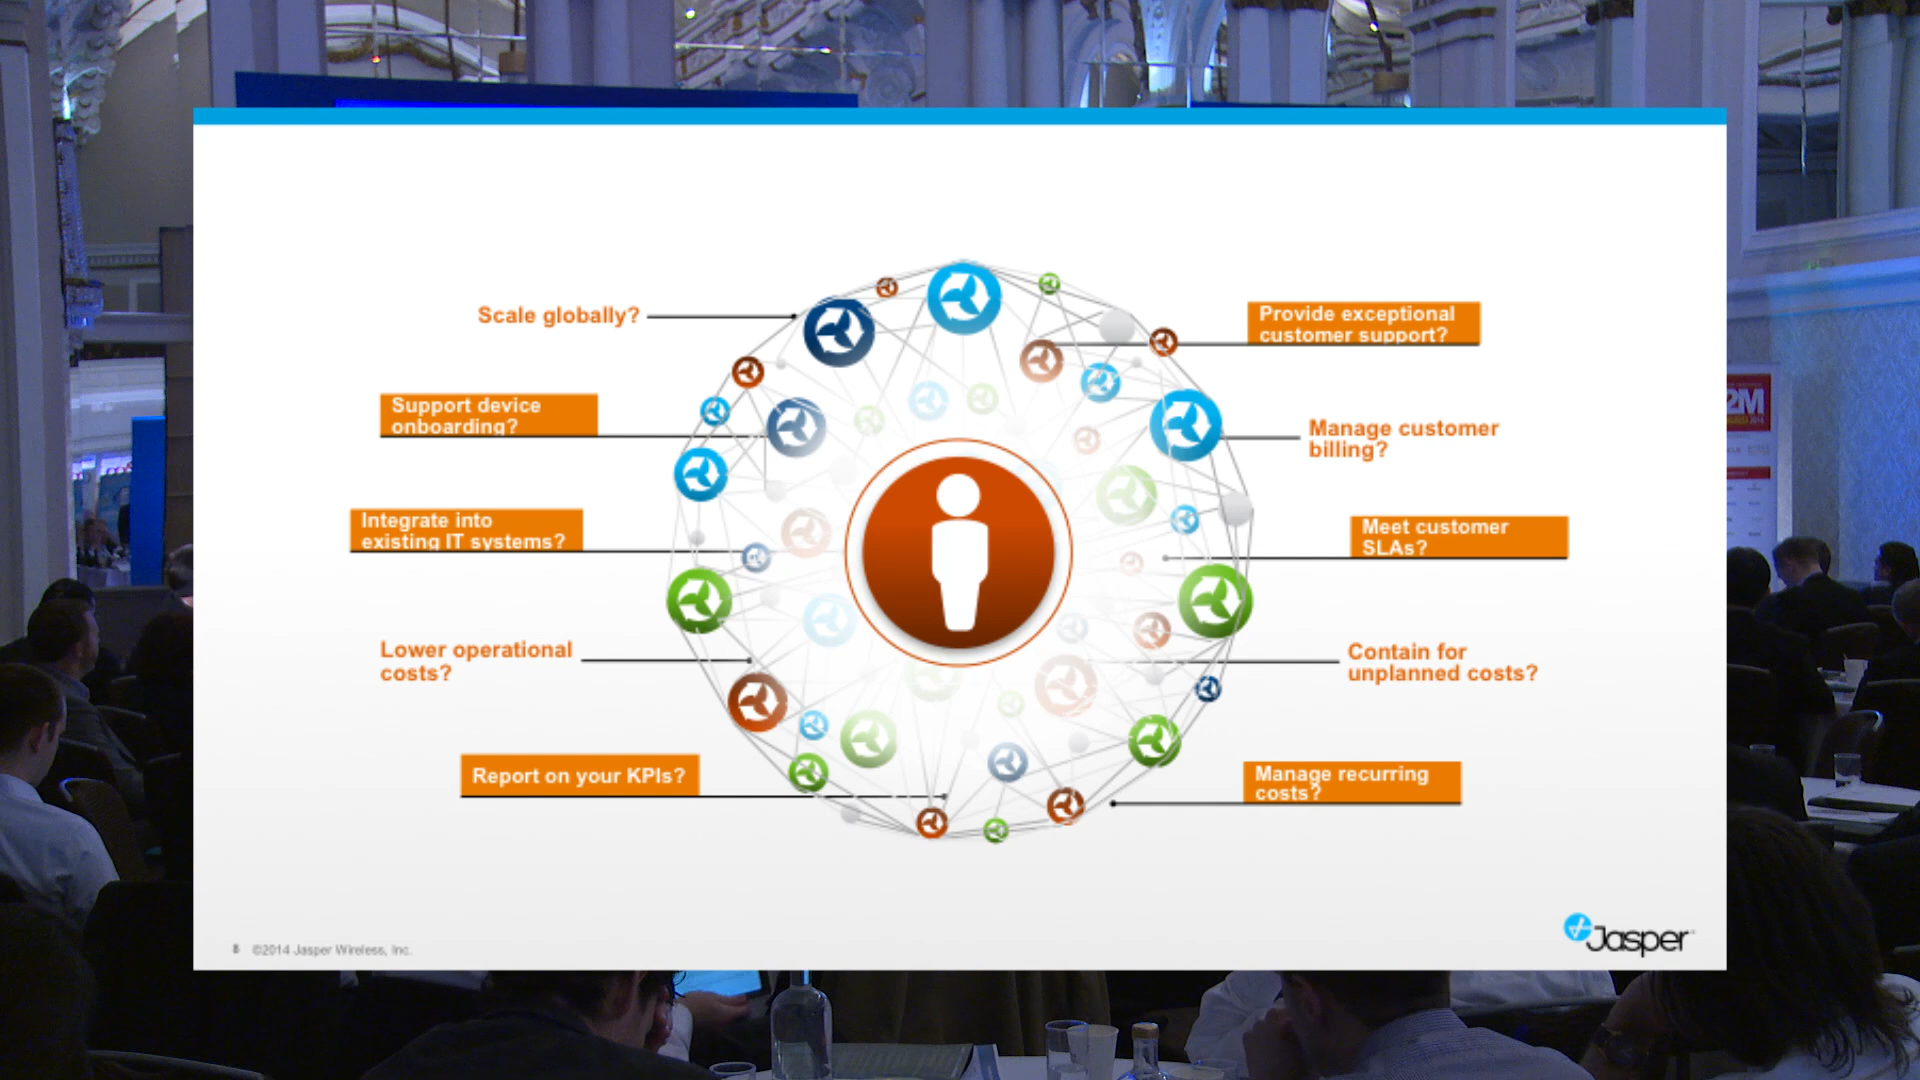 Scale globally?
Provide exceptional
customer support?
Support device
onboarding?
Manage customer
billing?
Integrate into
existing IT systems?
Meet customer
SLAs?
Lower operational
costs?
Contain for
unplanned costs?
Report on your KPIs?
Manage recurring
costs?
8 ©2014 Jasper Wireless, Inc.
Jasper
2M